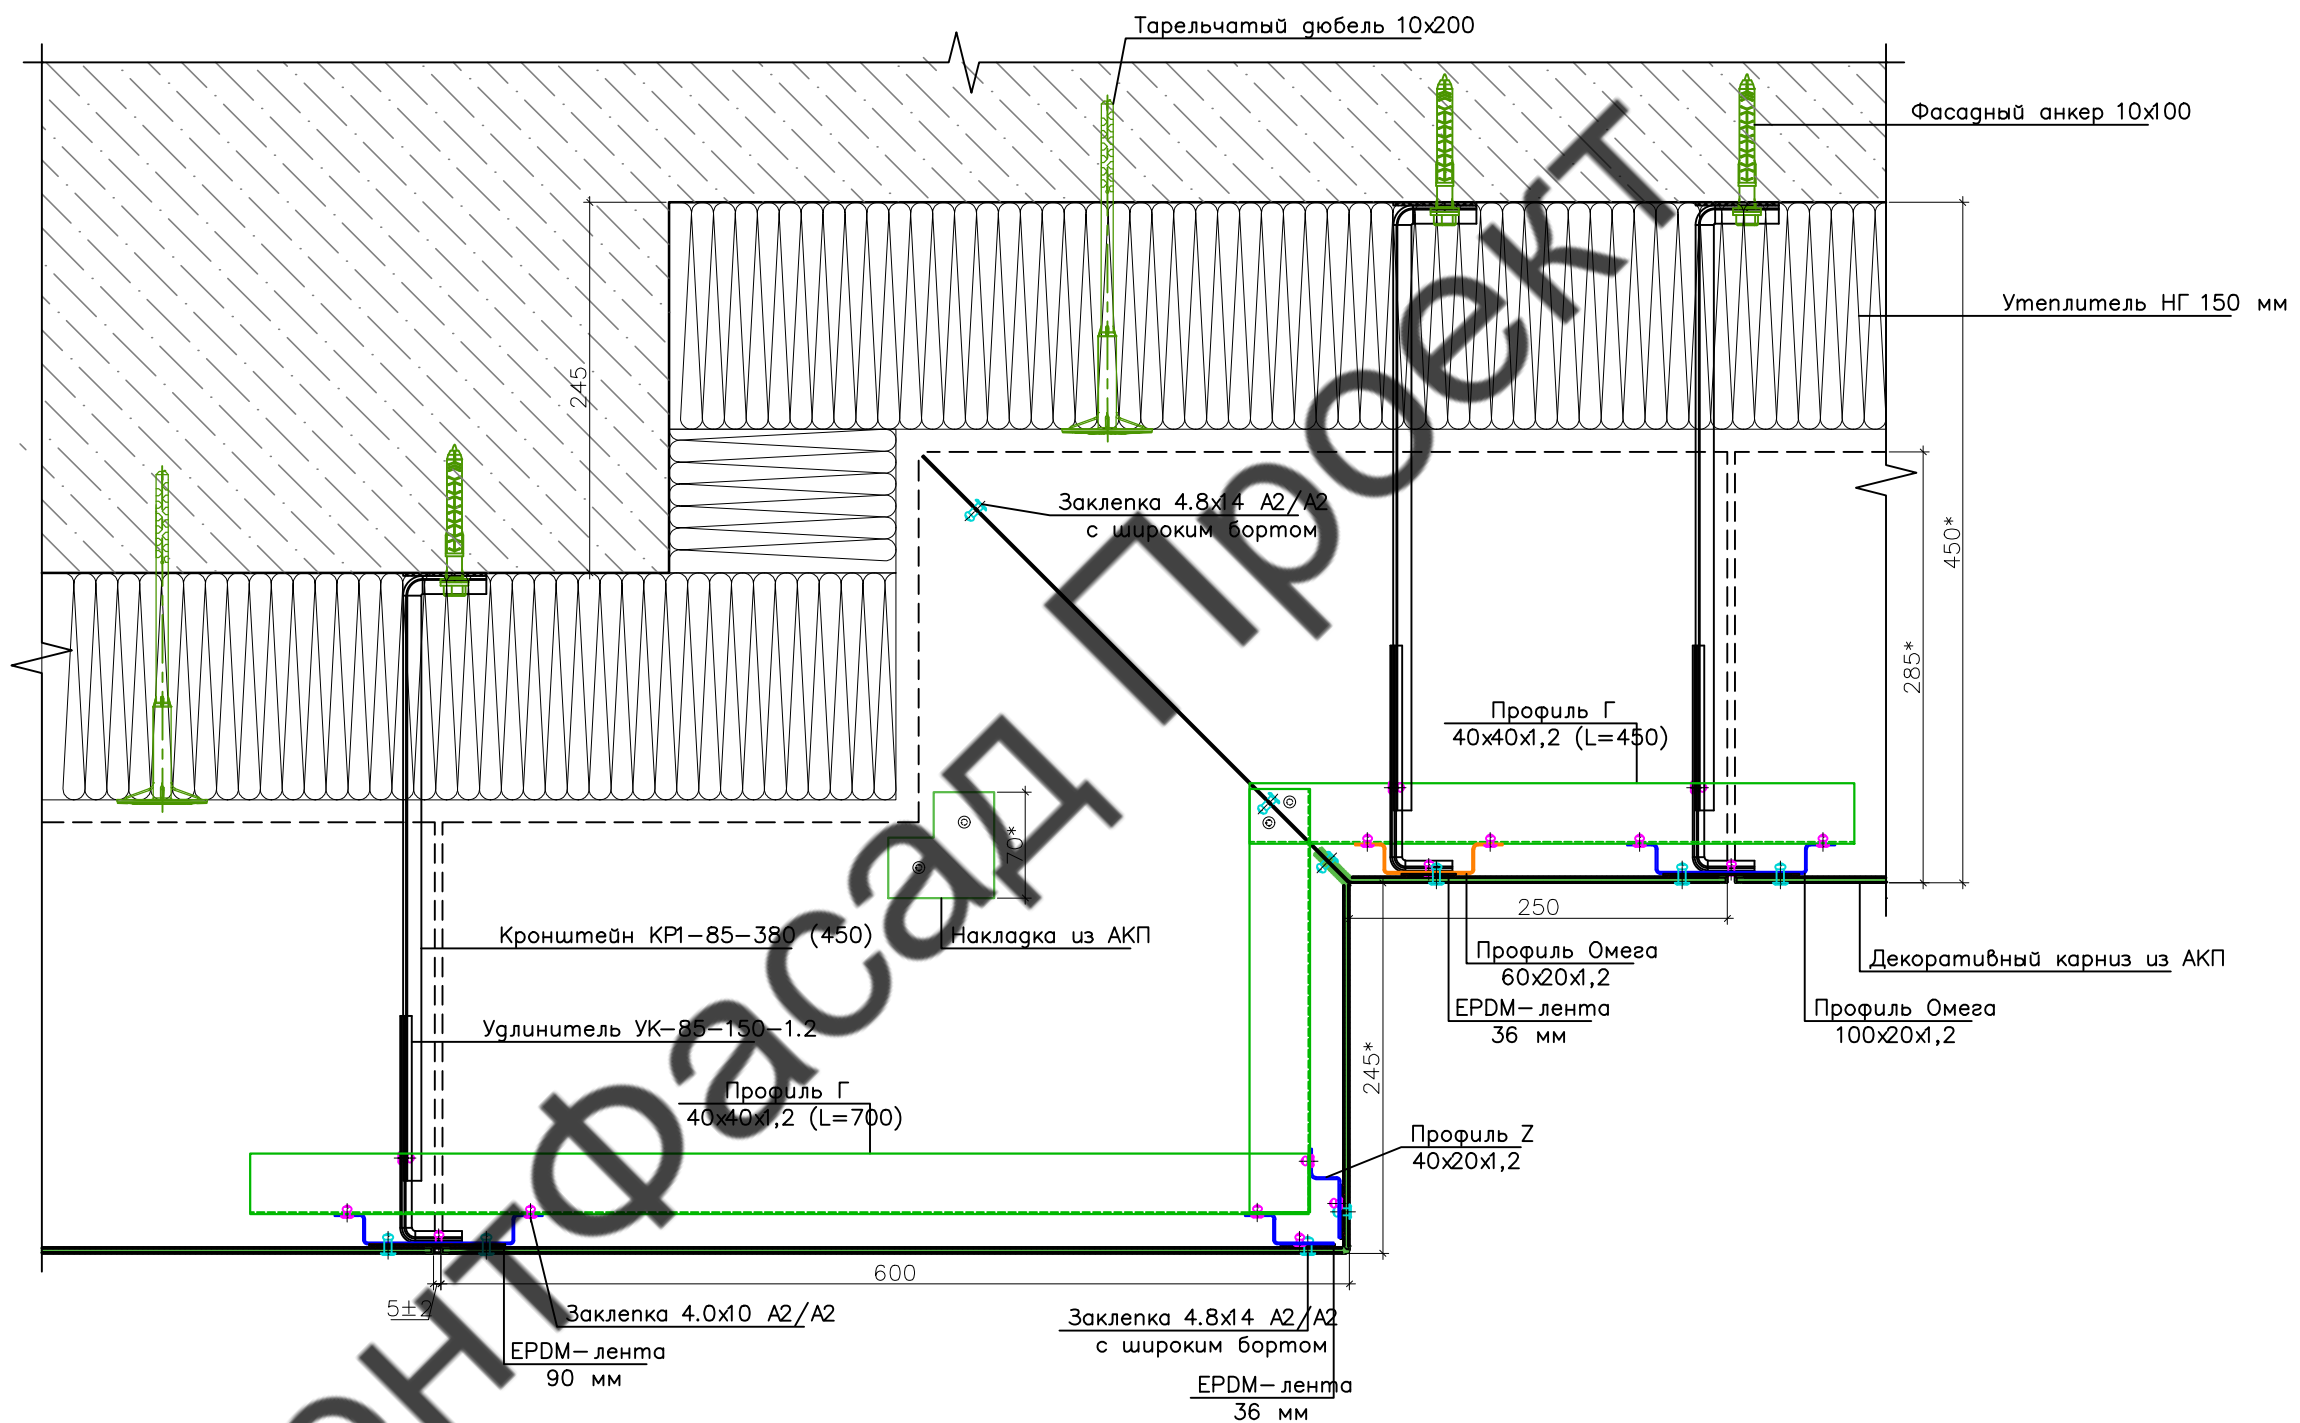 Тарельчатый дюбель 10х200
Фасадный анкер 10х100
Утеплитель НГ 150 мм
245
Заклепка 4.8х14 А2/А2
с широким бортом
450*
285*
Профиль Г
40х40х1,2 (L=450)
70*
250
Кронштейн КР1-85-380 (450)
Накладка из АКП
Профиль Омега
60х20х1,2
Декоративный карниз из АКП
EPDM-лента
36 мм
Профиль Омега
100х20х1,2
Удлинитель УК-85-150-1.2
245*
Профиль Г
40х40х1,2 (L=700)
Профиль Z
40х20х1,2
600
5±2
Заклепка 4.0х10 А2/А2
Заклепка 4.8х14 А2/А2
с широким бортом
EPDM-лента
90 мм
EPDM-лента
36 мм
онтФасад Проект